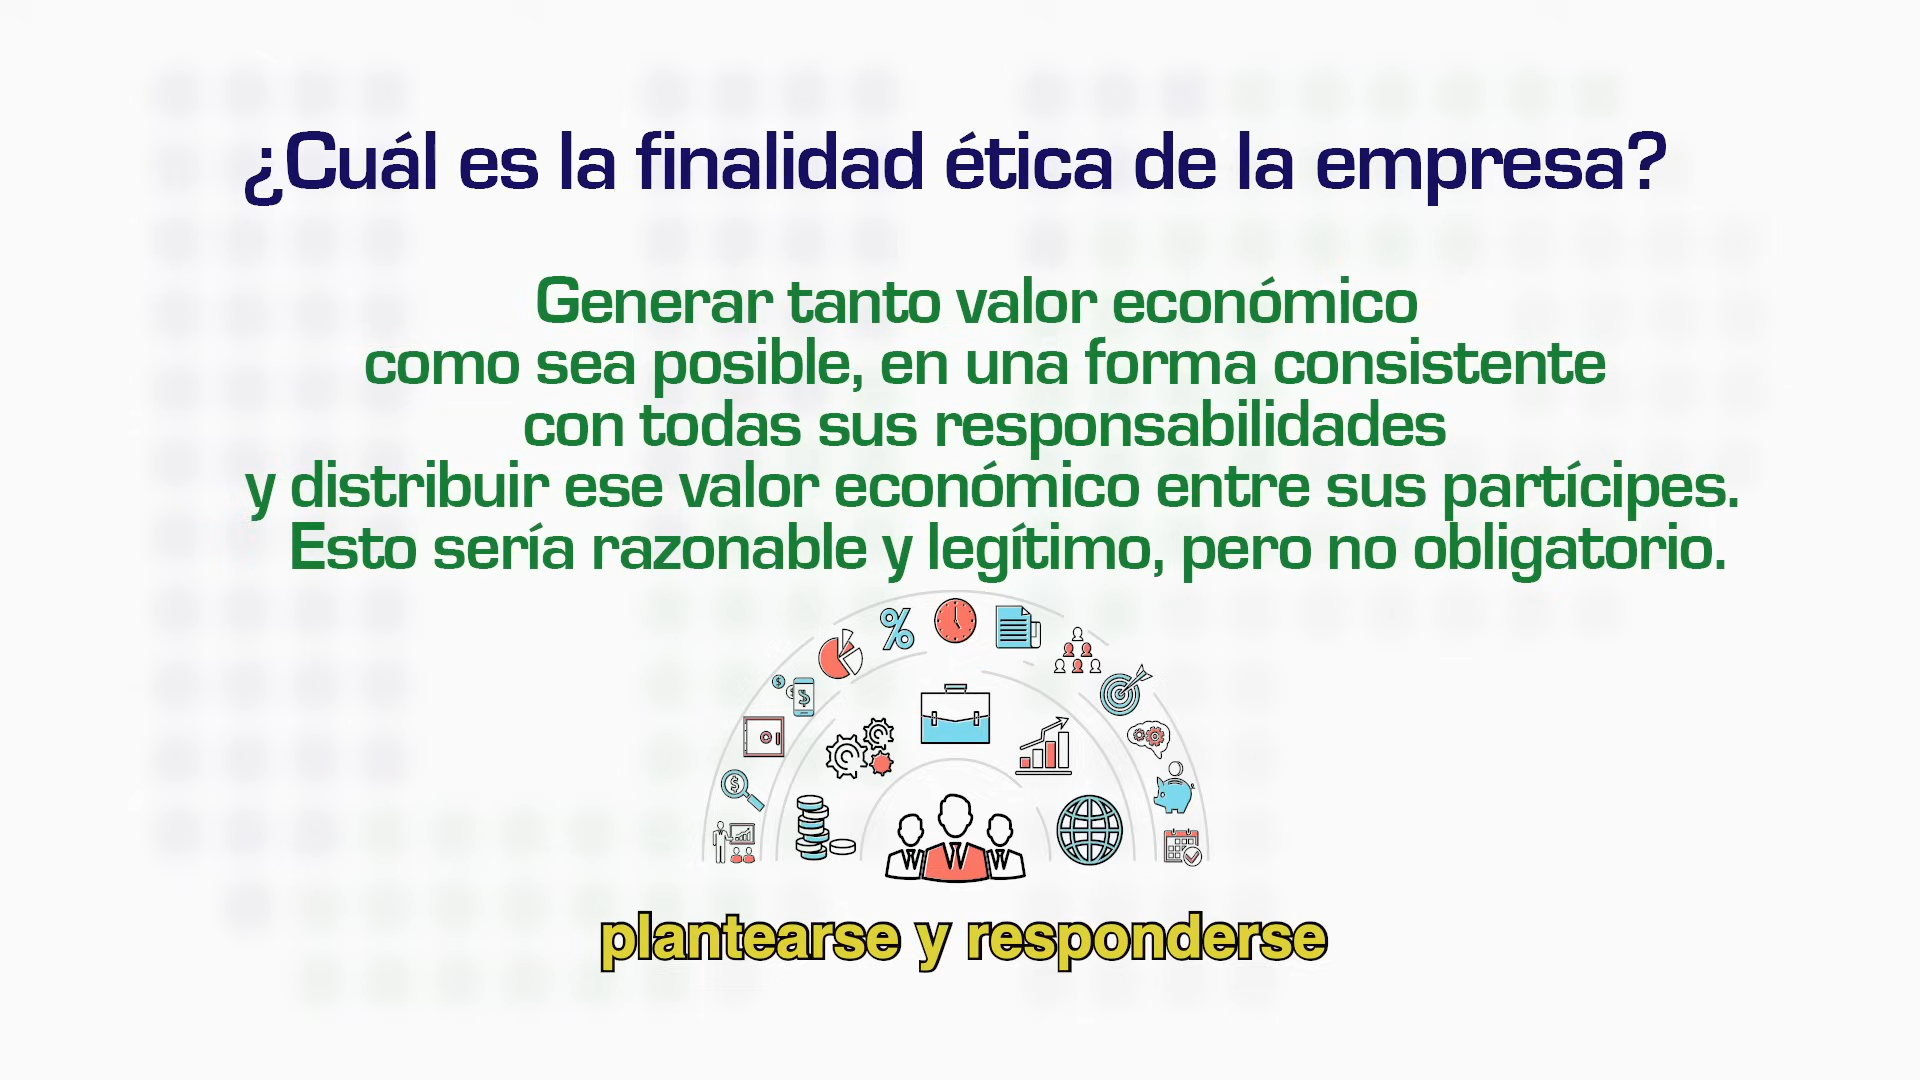 ¿Cuál es la finalidad ética de la empresa?
Generar tanto valor económico
como sea posible, en una forma consistente
con todas sus responsabilidades
y distribuir ese valor económico entre sus partícipes.
Esto sería razonable y legítimo, pero no obligatorio.
plantearse y responderse